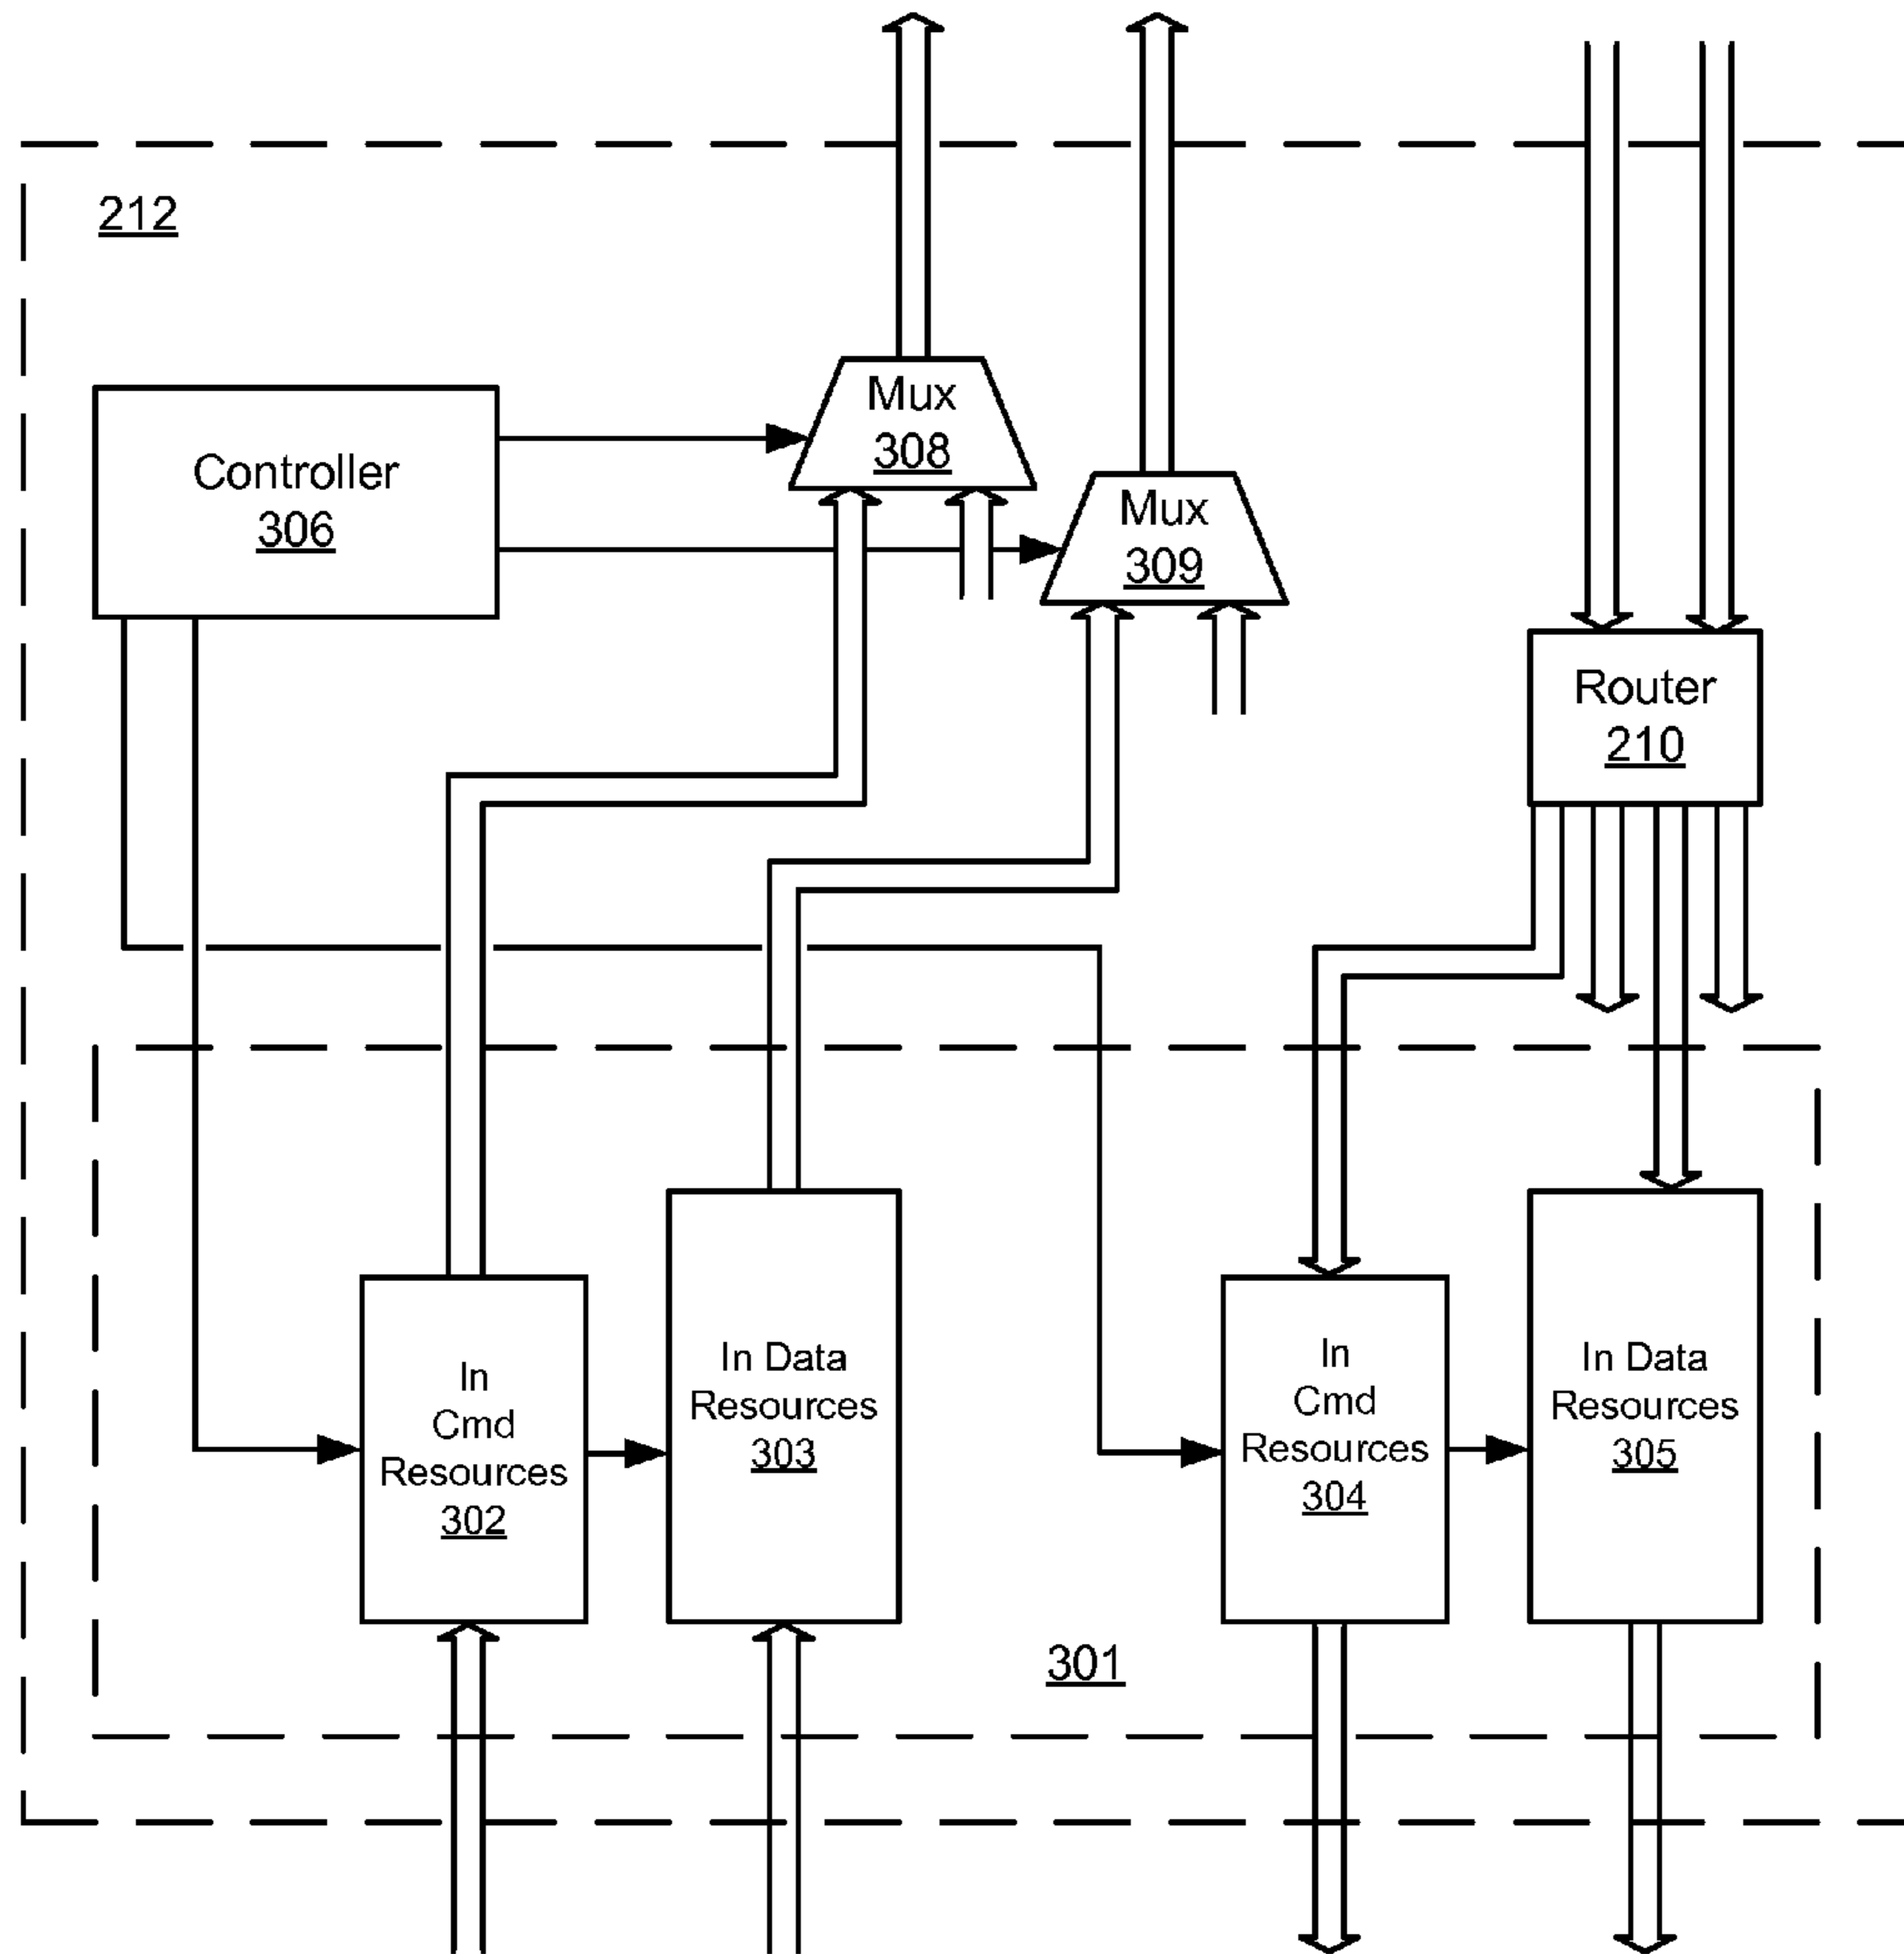 212
Controller
306
Mux
308
Mux
309
Router
210
In
Cmd
Resources
302
In Data
Resources
303
In
Cmd
Resources
304
In Data
Resources
305
301